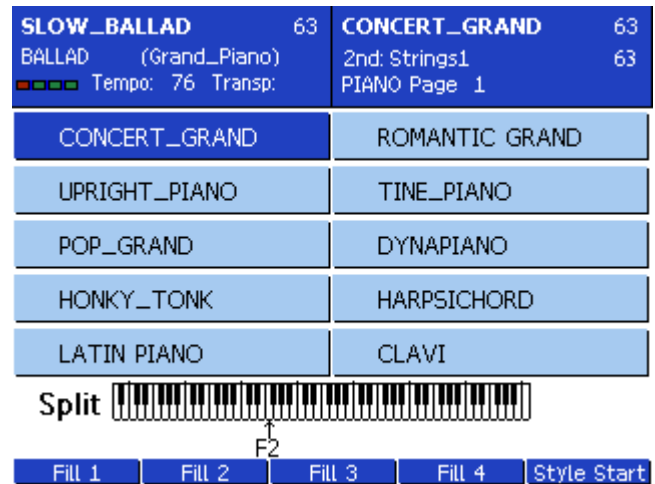 SLOW_BALLAD 63
BALLAD (Grand_Piano)
Tempo: 76 Transp:
CONCERT_GRAND 63
2nd: Strings1 63
PIANO Page 1
CONCERT_GRAND ROMANTIC GRAND
UPRIGHT_PIANO TINE_PIANO
POP_GRAND DYNAPIANO
HONKY_TONK HARPSICHORD
LATIN PIANO CLAVI
Split
F2
Fill 1 Fill 2 Fill 3 Fill 4 Style Start